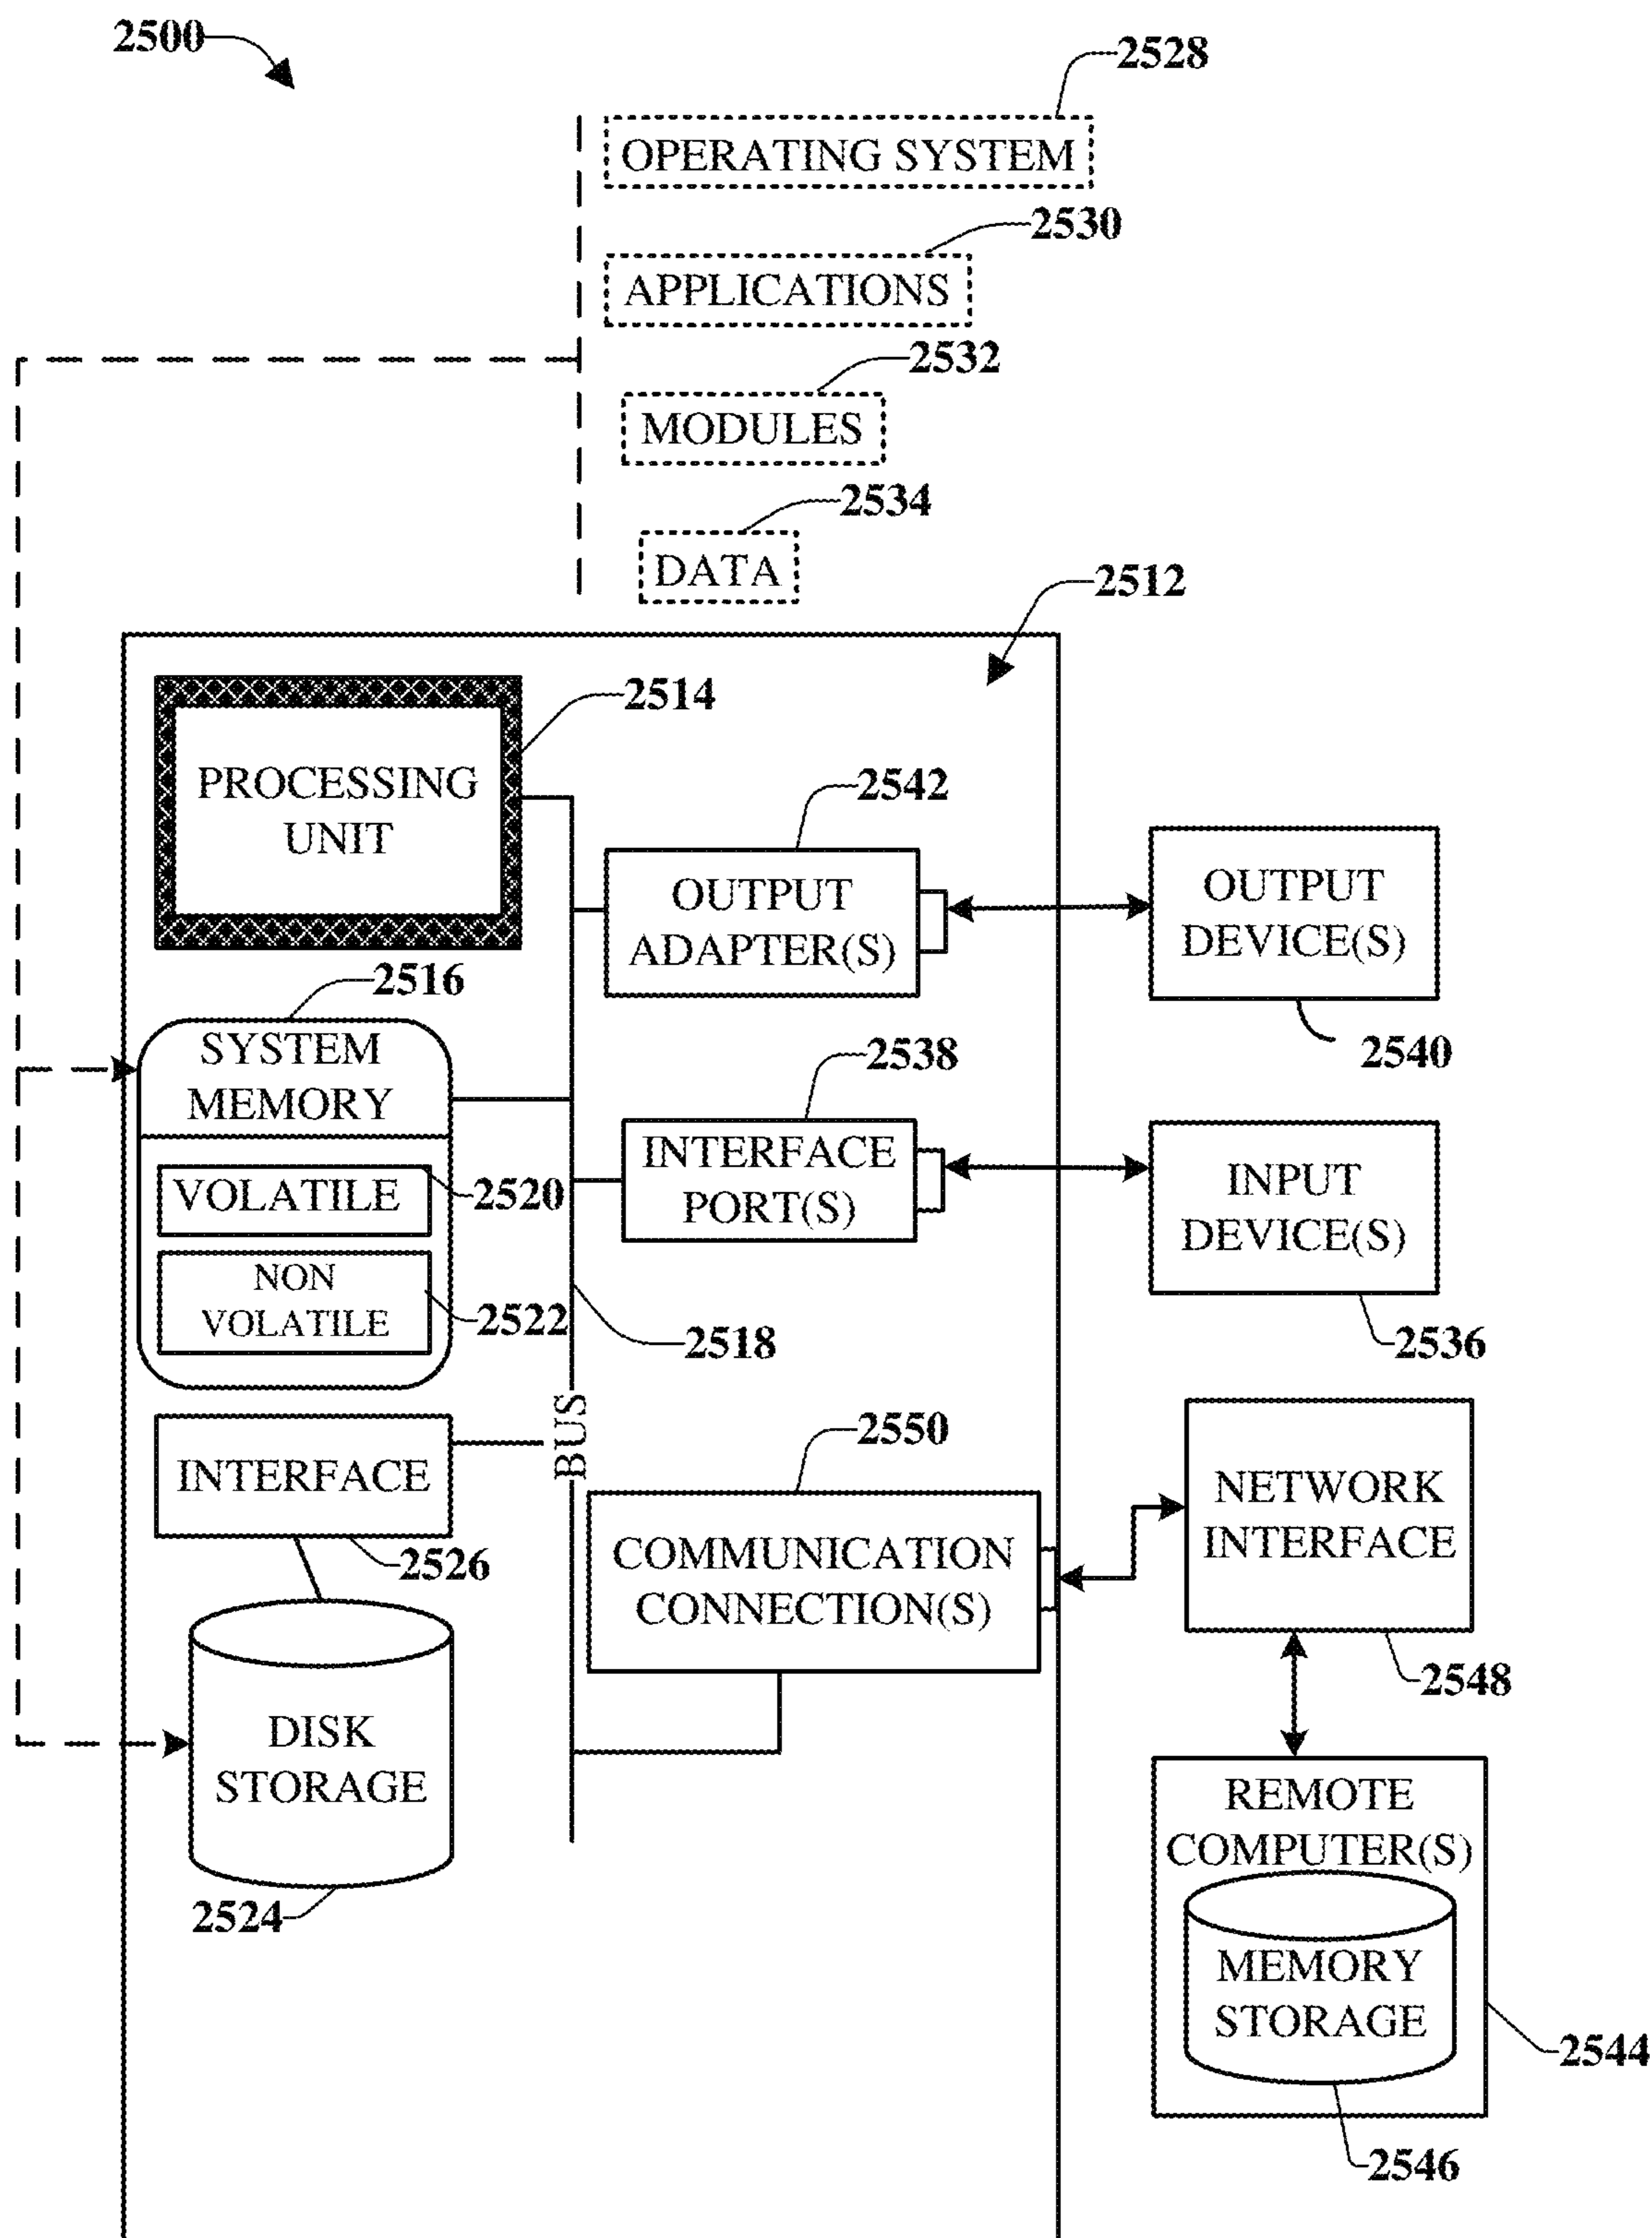 2500
2528
OPERATING SYSTEM
2530
APPLICATIONS
2532
MODULES
2534
DATA
2512
2514
PROCESSING
UNIT
2542
OUTPUT
ADAPTER(S)
OUTPUT
DEVICE(S)
2540
2516
SYSTEM
MEMORY
VOLATILE
2520
NON
VOLATILE
2522
2538
INTERFACE
PORT(S)
INPUT
DEVICE(S)
2536
2518
BUS
INTERFACE
2526
2550
COMMUNICATION
CONNECTION(S)
NETWORK
INTERFACE
2548
DISK
STORAGE
2524
REMOTE
COMPUTER(S)
MEMORY
STORAGE
2544
2546